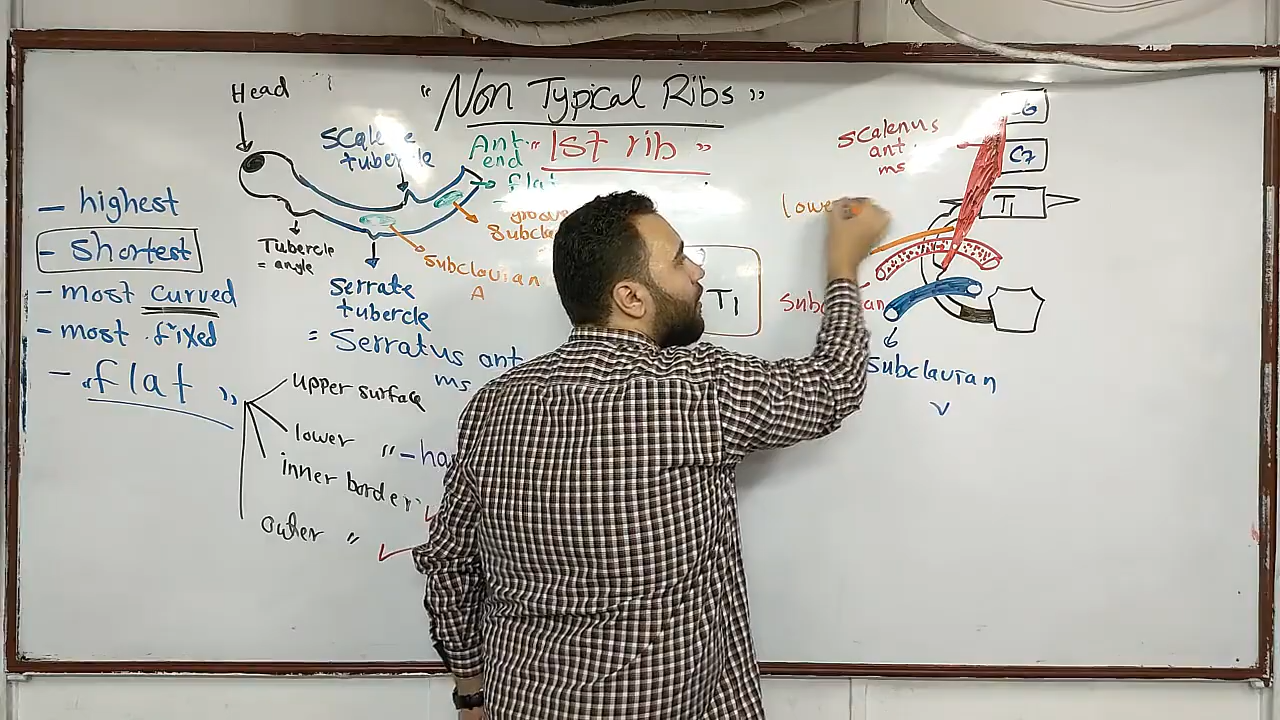 Head
"Non Typical Ribs"
Scalene
tubercle
Ant.
end
"1st rib"
flat
groove
Tubercle
= angle
Subclavian
A
Serrate
tubercle
= Serratus ant
ms
- highest
- shortest
- most curved
- most fixed
- "flat"
upper surface
lower "
inner border
outer "
T1
Scalenus
ant.
ms
C6
C7
T1
lowe
Subclavian
V